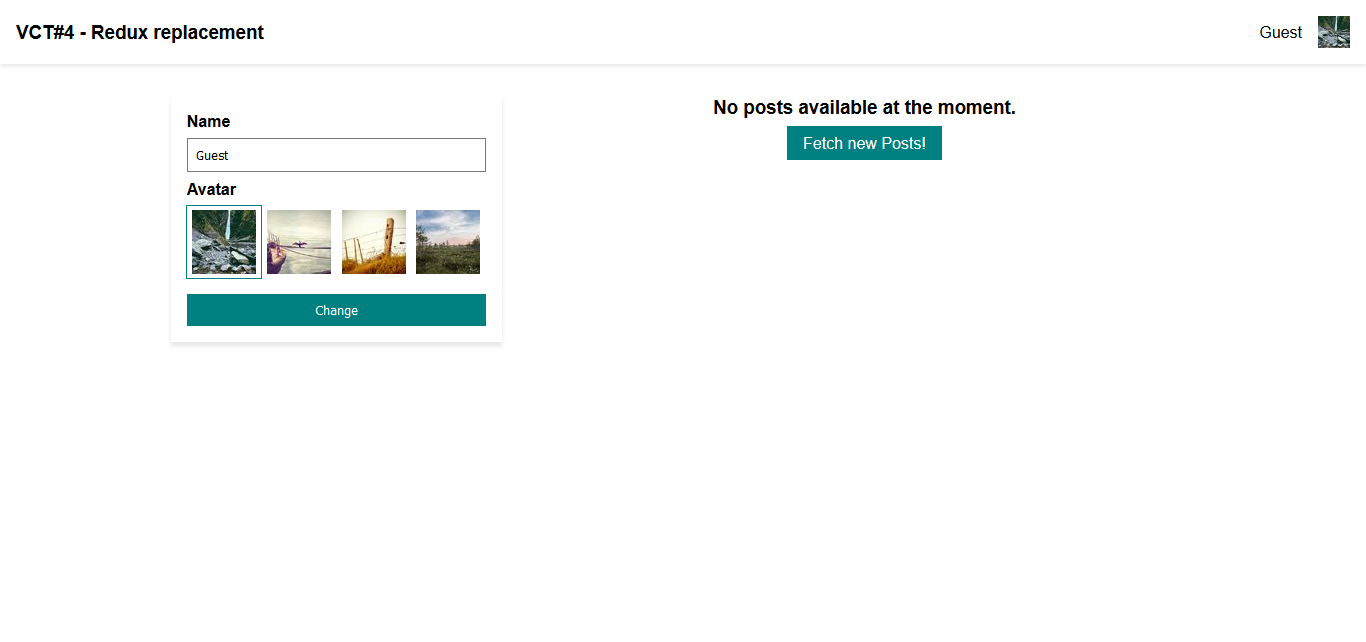 VCT#4 - Redux replacement
Guest
Name
Guest
Avatar
Change
No posts available at the moment.
Fetch new Posts!